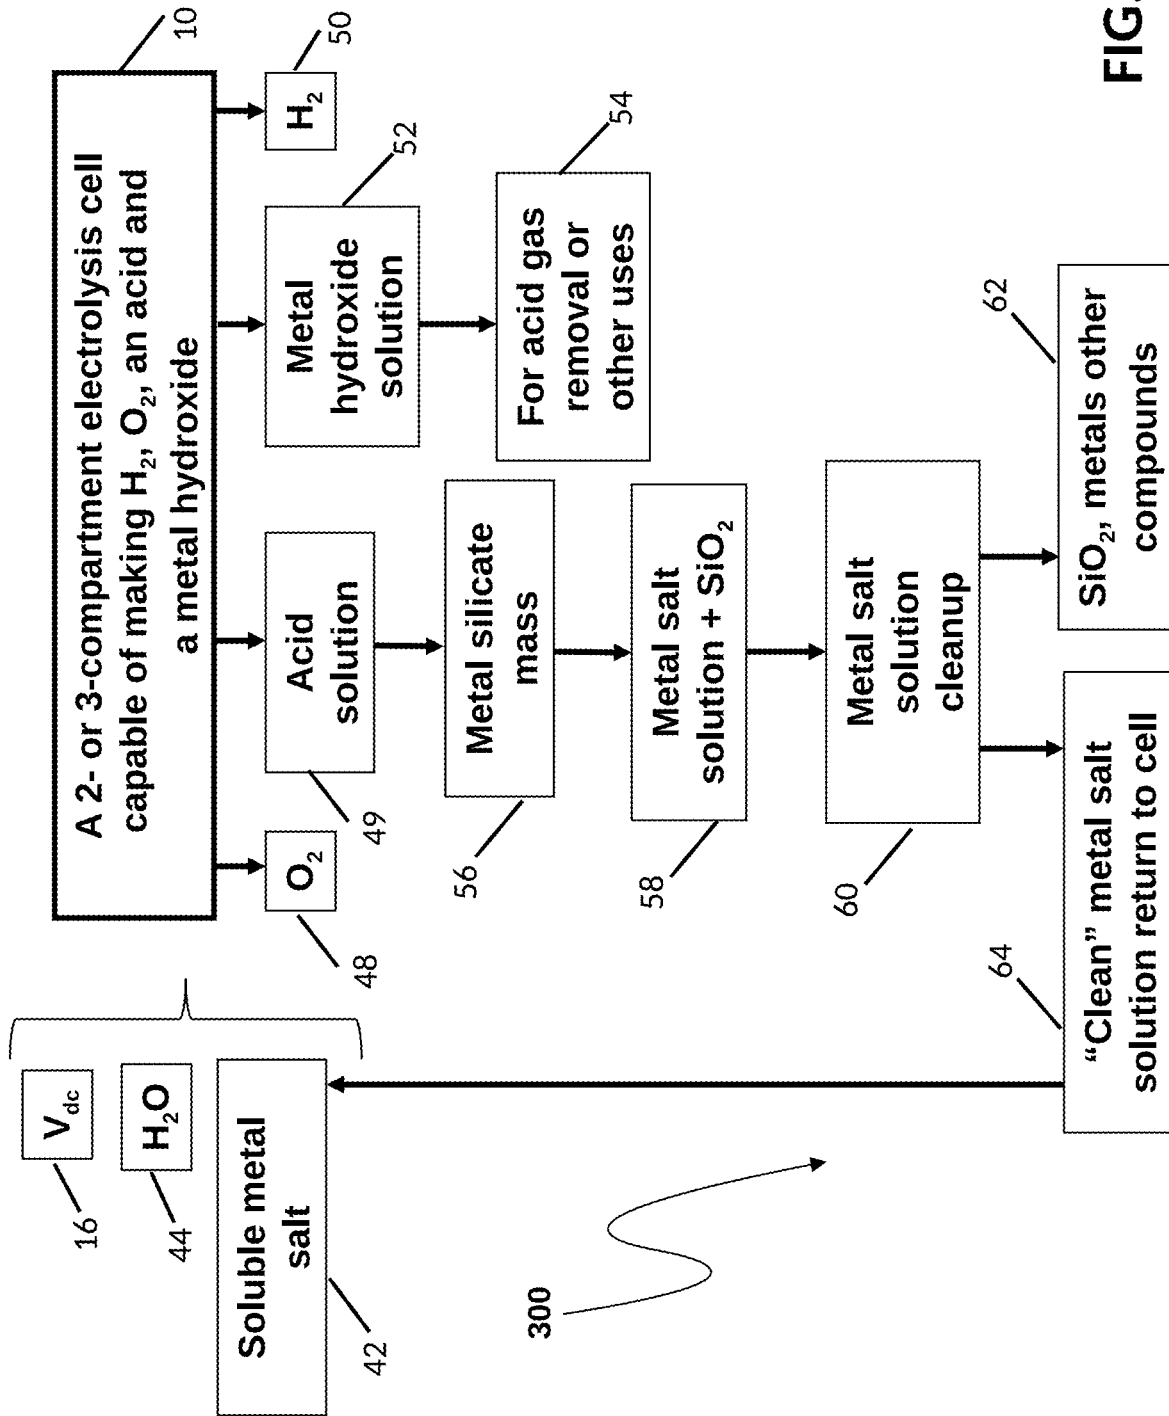 10
A 2- or 3-compartment electrolysis cell
capable of making H₂, O₂, an acid and
a metal hydroxide
V_dc
16
H₂O
44
Soluble metal
salt
42
O₂
48
Acid
solution
49
Metal
hydroxide
solution
52
H₂
50
Metal silicate
mass
56
For acid gas
removal or
other uses
54
Metal salt
solution + SiO₂
58
Metal salt
solution
cleanup
60
300
"Clean" metal salt
solution return to cell
64
SiO₂, metals other
compounds
62
FIG.